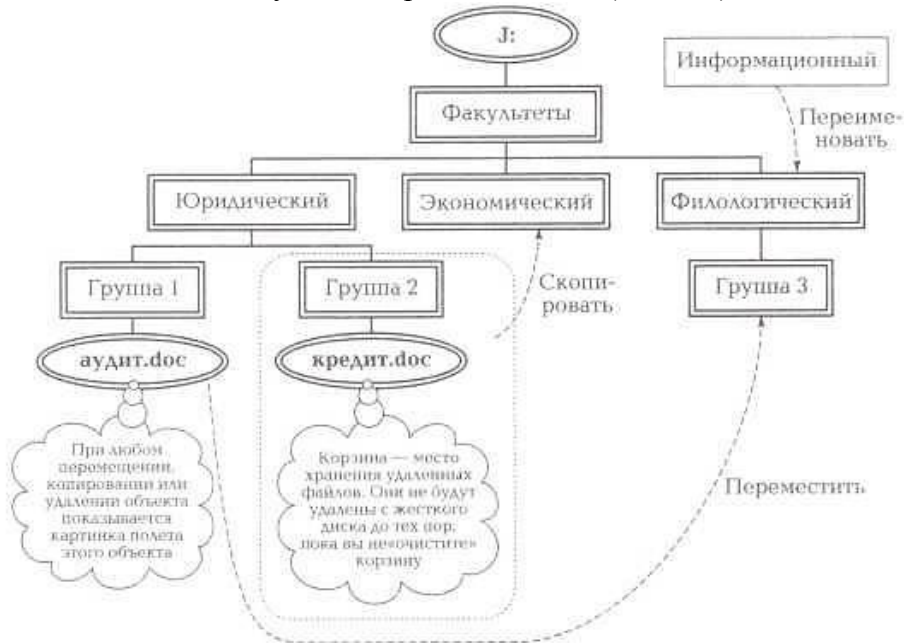 J:
Информационный
Факультеты
Переиме-
новать
Юридический
Экономический
Филологический
Группа 1
Группа 2
Скопи-
ровать
Группа 3
аудит.doc
кредит.doc
При любом
перемещении,
копировании или
удалении объекта
показывается
картинка полета
этого объекта
Корзина — место
хранения удаленных
файлов. Они не будут
удалены с жесткого
диска до тех пор,
пока вы не«очистите»
корзину
Переместить